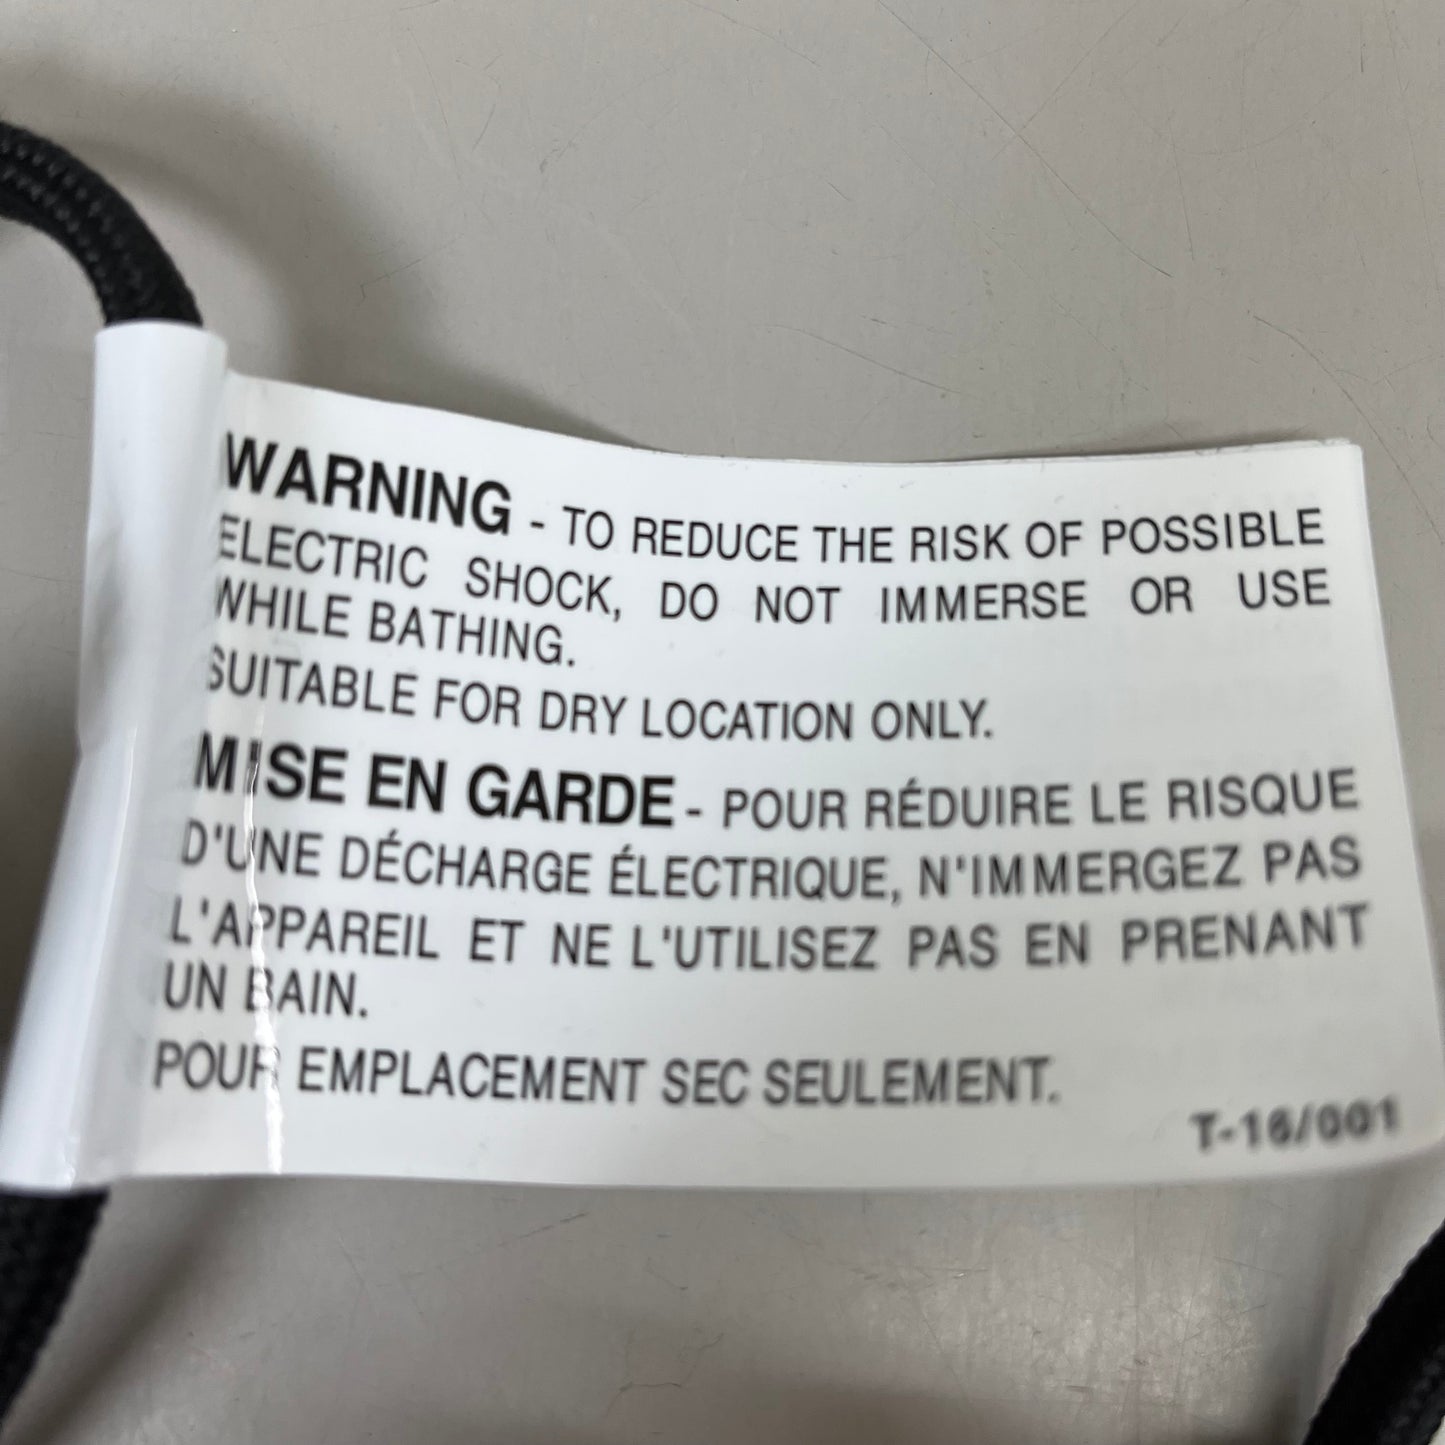 WARNING - TO REDUCE THE RISK OF POSSIBLE
ELECTRIC SHOCK, DO NOT IMMERSE OR USE
WHILE BATHING.
SUITABLE FOR DRY LOCATION ONLY.
MISE EN GARDE - POUR RÉDUIRE LE RISQUE
D'UNE DÉCHARGE ÉLECTRIQUE, N'IMMERGEZ PAS
L'APPAREIL ET NE L'UTILISEZ PAS EN PRENANT
UN BAIN.
POUR EMPLACEMENT SEC SEULEMENT.
T-16/001